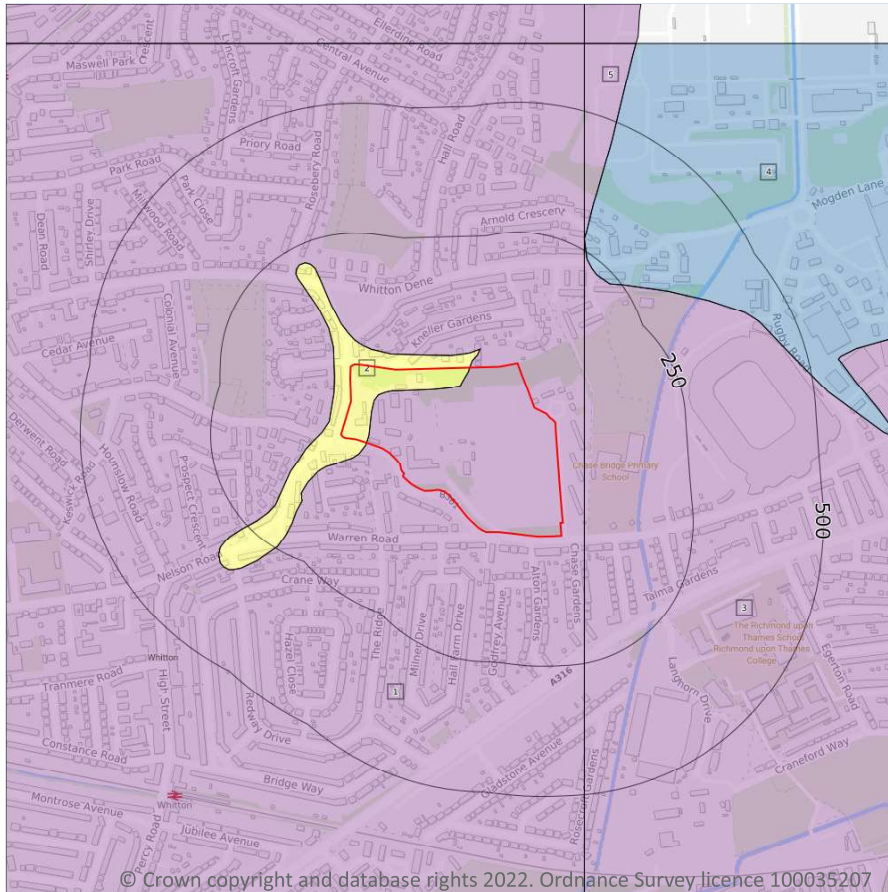 Ellerdine Road
Central Avenue
Maswell Park
Crescent
Lyncroft Gardens
5
Hall Road
Priory Road
Park Road
Rosebery Road
Park Close
Millwood Road
4
Mogden Lane
Dean Road
Shirley Drive
Arnold Crescent
Whitton Dene
Colonial Avenue
Kneller Gardens
Rugby Road
Cedar Avenue
2
250
Derwent Road
Hounslow Road
Keswick Road
Prospect Crescent
Chase Bridge Primary
School
B361
500
Warren Road
Nelson Road
Crane Way
Chase Gardens
Alton Gardens
Talma Gardens
3
The Ridge
Milner Drive
Hall Farm Drive
Godfrey Avenue
Hazel Close
The Richmond upon
Thames School
Richmond upon Thames
College
Egerton Road
Whitton
A316
Tranmere Road
High Street
1
Langhorn Drive
Redway Drive
Constance Road
Gladstone Avenue
Craneford Way
Bridge Way
Rosecroft Gardens
Montrose Avenue
Whitton
Percy Road
Jubilee Avenue
© Crown copyright and database rights 2022. Ordnance Survey licence 100035207